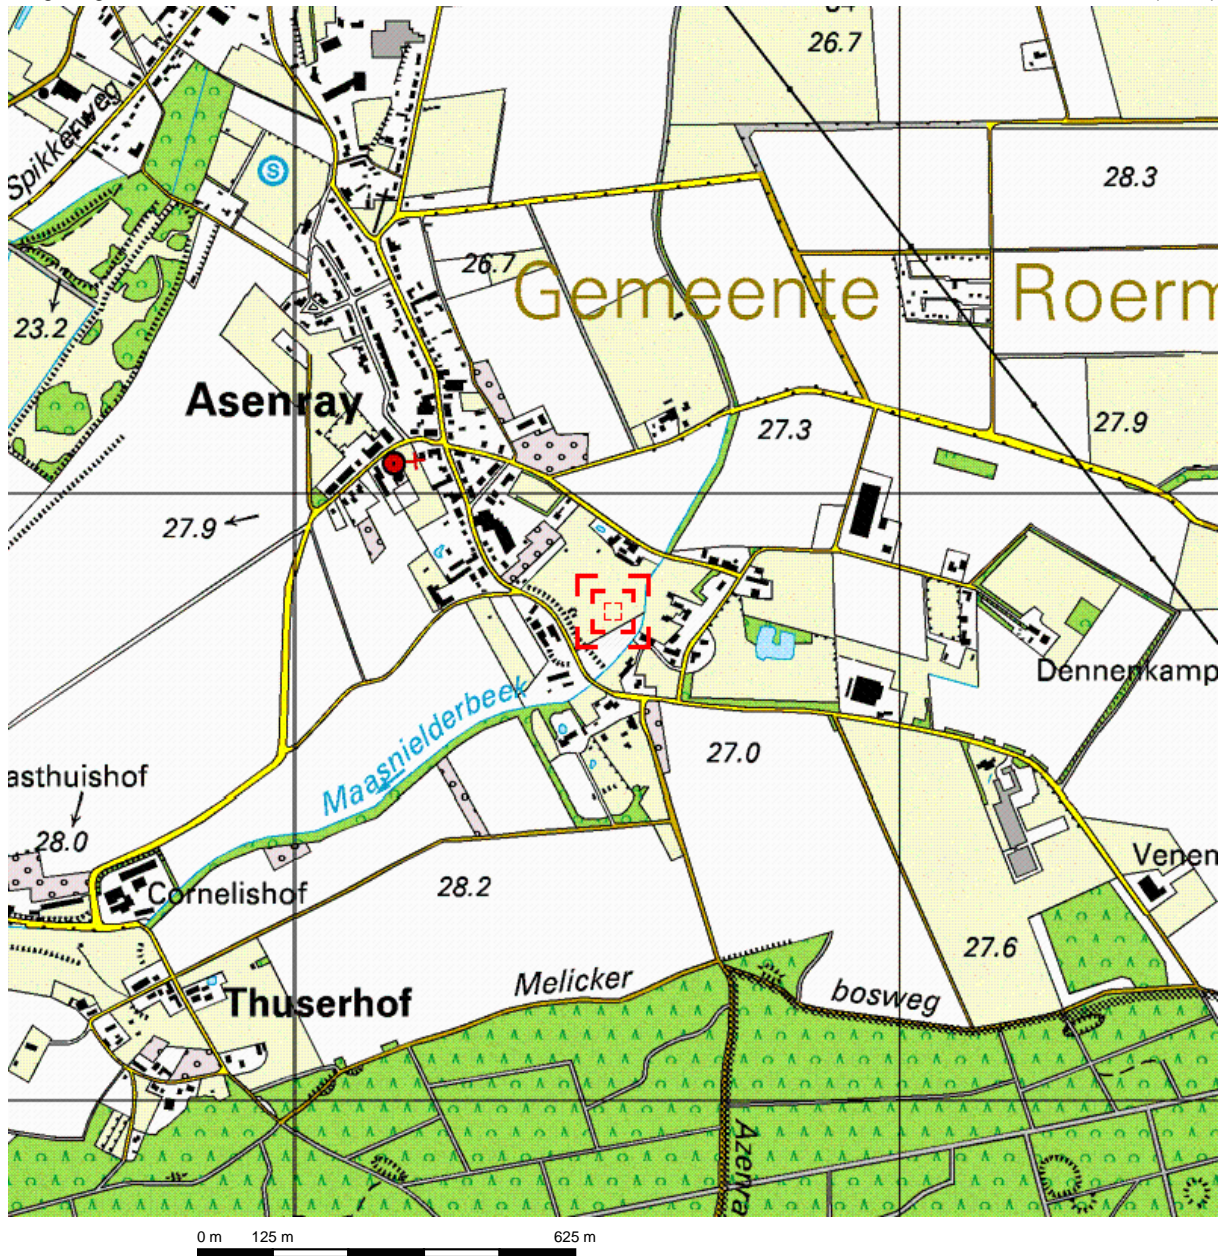 26.7
Spikkerweg
S
28.3
26.7
Gemeente Roerm
23.2
Asenray
27.3
27.9
27.9
Dennenkamp
Maasnielderbeek
27.0
asthuishof
28.0
Venen
Cornelishof
28.2
27.6
Melicker bosweg
Thuserhof
Azenra
0 m 125 m 625 m